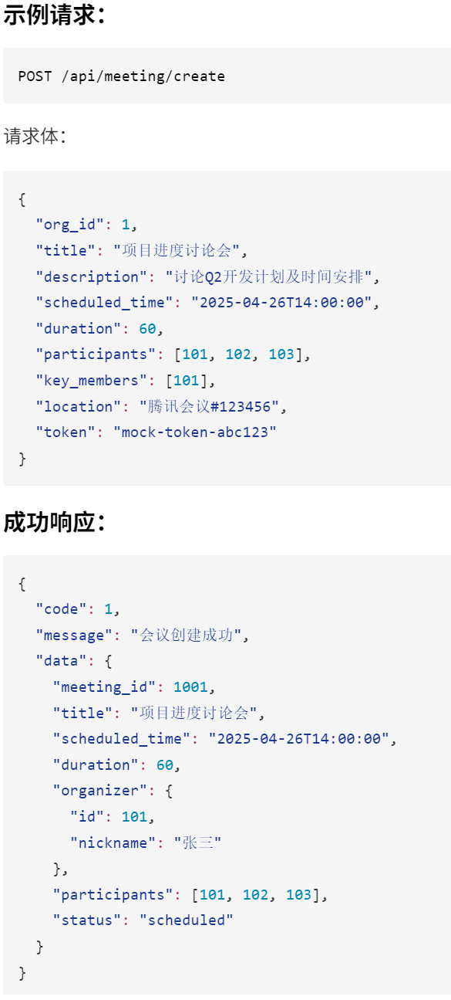 示例请求：
POST /api/meeting/create
请求体：
{
  "org_id": 1,
  "title": "项目进度讨论会",
  "description": "讨论Q2开发计划及时间安排",
  "scheduled_time": "2025-04-26T14:00:00",
  "duration": 60,
  "participants": [101, 102, 103],
  "key_members": [101],
  "location": "腾讯会议#123456",
  "token": "mock-token-abc123"
}
成功响应：
{
  "code": 1,
  "message": "会议创建成功",
  "data": {
    "meeting_id": 1001,
    "title": "项目进度讨论会",
    "scheduled_time": "2025-04-26T14:00:00",
    "duration": 60,
    "organizer": {
      "id": 101,
      "nickname": "张三"
    },
    "participants": [101, 102, 103],
    "status": "scheduled"
  }
}